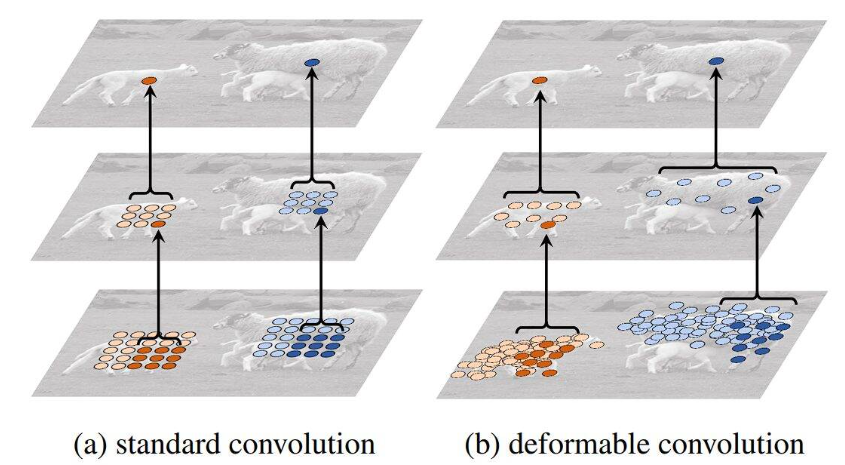 (a) standard convolution
(b) deformable convolution